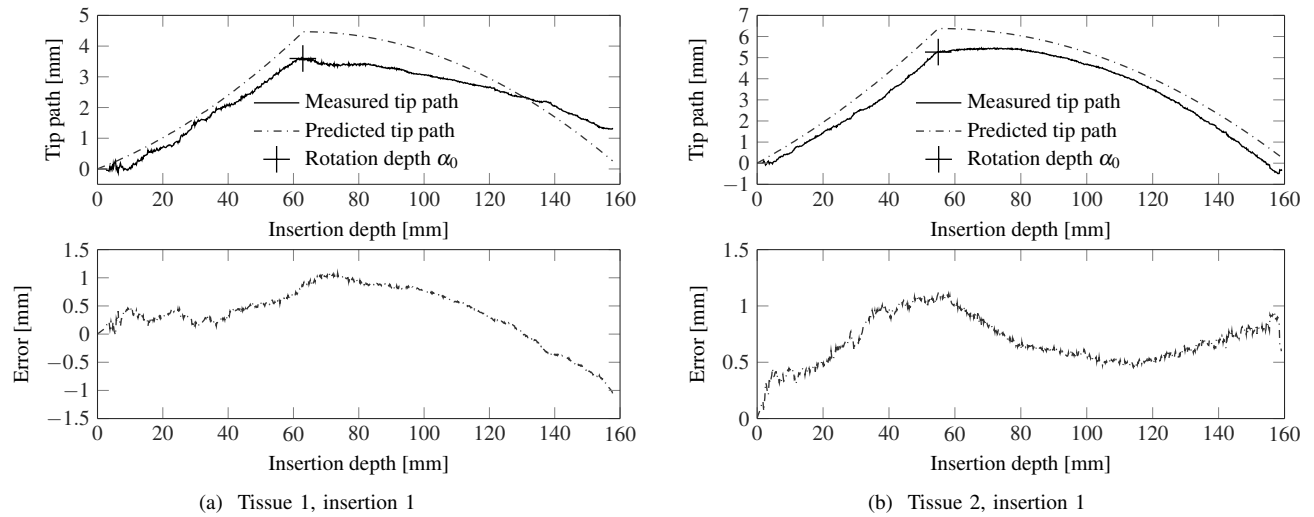 5
4
3
2
1
0
Tip path [mm]
Measured tip path
Predicted tip path
Rotation depth α0
0 20 40 60 80 100 120 140 160
Insertion depth [mm]
1.5
1
0.5
0
−0.5
−1
−1.5
Error [mm]
0 20 40 60 80 100 120 140 160
Insertion depth [mm]
(a) Tissue 1, insertion 1
7
6
5
4
3
2
1
0
−1
Tip path [mm]
Measured tip path
Predicted tip path
Rotation depth α0
0 20 40 60 80 100 120 140 160
Insertion depth [mm]
1.5
1
0.5
0
Error [mm]
0 20 40 60 80 100 120 140 160
Insertion depth [mm]
(b) Tissue 2, insertion 1